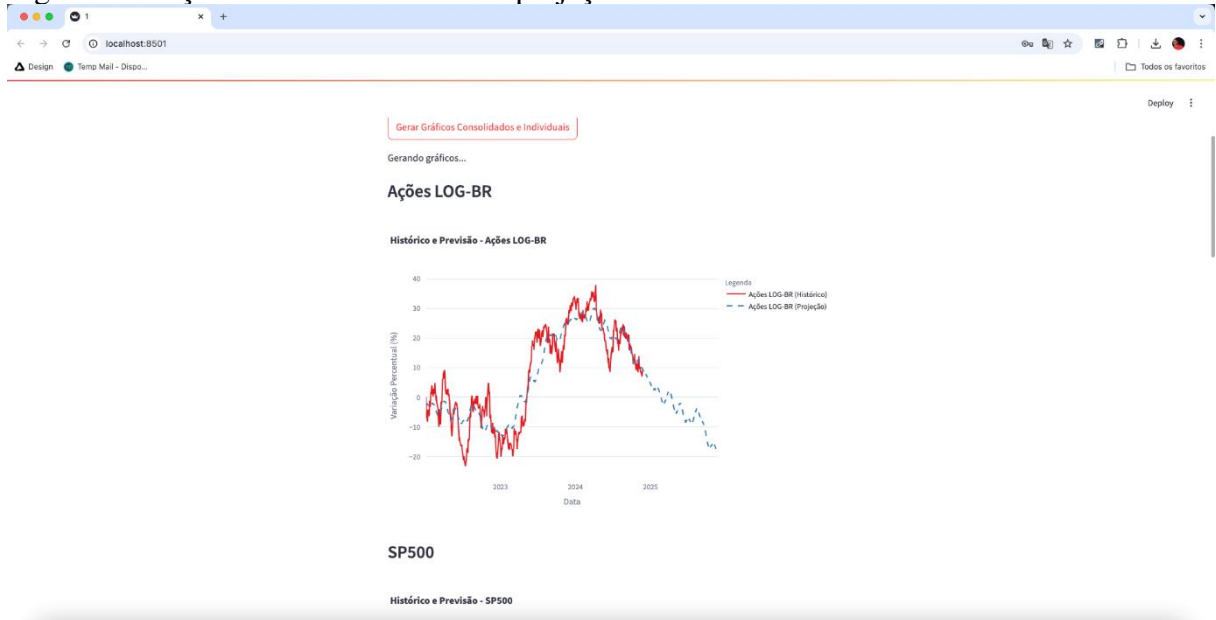 1
localhost:8501
Design
Temp Mail - Dispo...
Todos os favoritos
Deploy
Gerar Gráficos Consolidados e Individuais
Gerando gráficos...
Ações LOG-BR
Histórico e Previsão - Ações LOG-BR
Legenda
Ações LOG-BR (Histórico)
Ações LOG-BR (Projeção)
Variação Percentual (%)
40
30
20
10
0
−10
−20
2023
2024
2025
Data
SP500
Histórico e Previsão - SP500